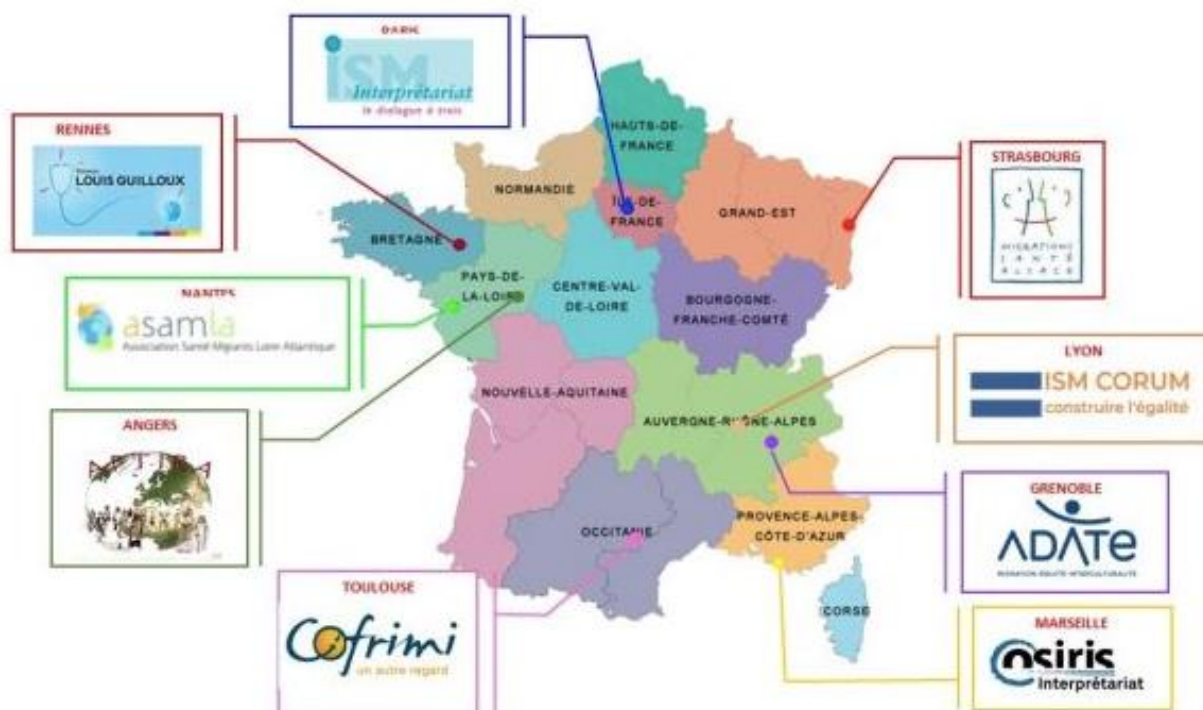 PARIS
ISM
Interprétariat
le dialogue à trois
RENNES
LOUIS GUILLOUX
NANTES
asamla
Association Santé Migrants Loire Atlantique
ANGERS
TOULOUSE
Cofrimi
un autre regard
HAUTS-DE-
FRANCE
NORMANDIE
ÎLE-DE-
FRANCE
GRAND-EST
BRETAGNE
PAYS-DE-
LA-LOIRE
CENTRE-VAL-
DE-LOIRE
BOURGOGNE-
FRANCHE-COMTÉ
NOUVELLE-AQUITAINE
AUVERGNE-RHÔNE-ALPES
OCCITANIE
PROVENCE-ALPES-
CÔTE-D'AZUR
CORSE
STRASBOURG
MIGRATIONS
SANTÉ
ALSACE
LYON
ISM CORUM
construire l'égalité
GRENOBLE
ADATE
MIGRATION-ÉQUITÉ-INTERCULTURALITÉ
MARSEILLE
Osiris
Interprétariat